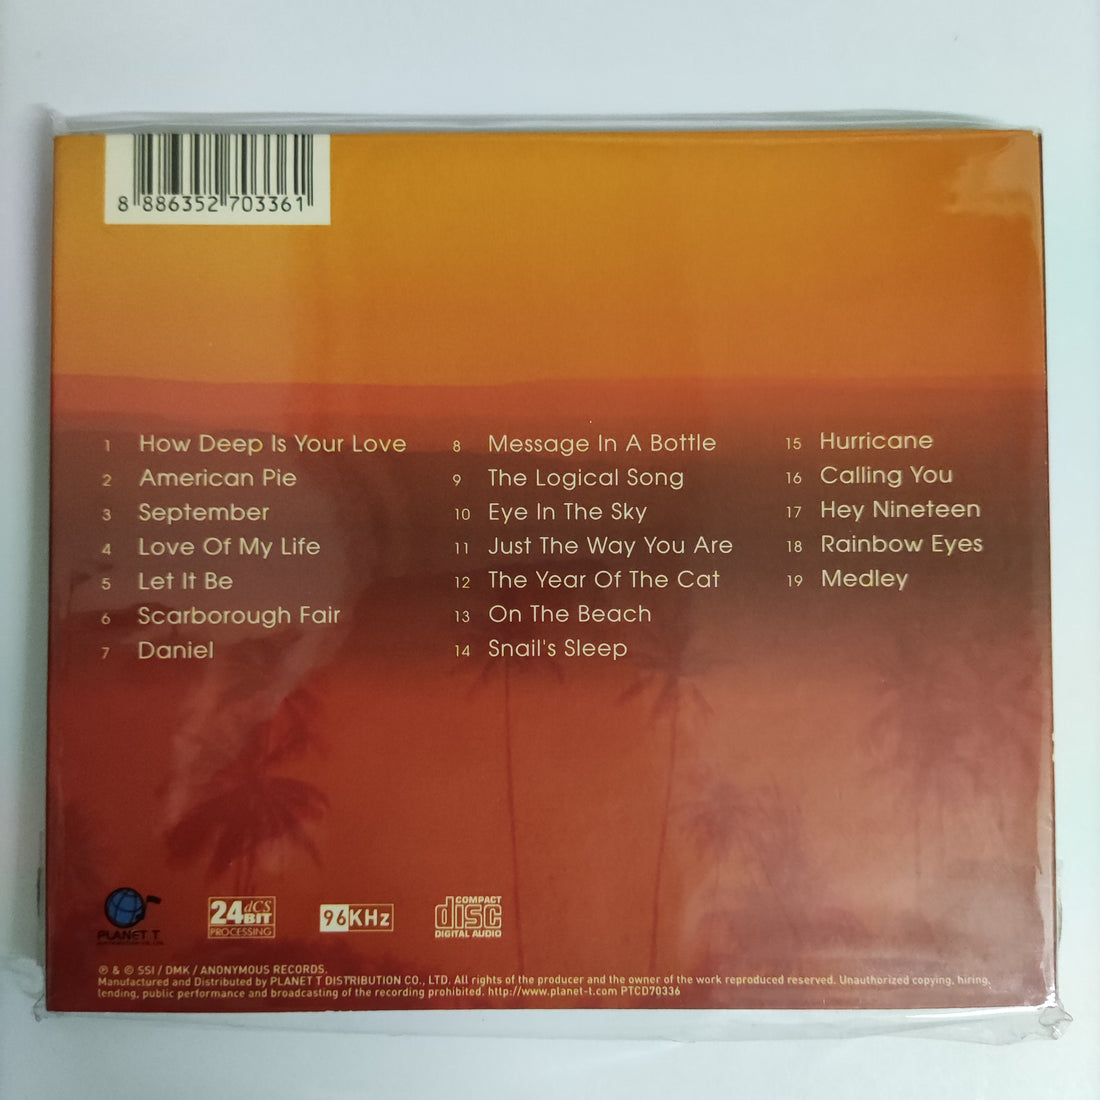 8 886352 703361
1 How Deep Is Your Love
2 American Pie
3 September
4 Love Of My Life
5 Let It Be
6 Scarborough Fair
7 Daniel
8 Message In A Bottle
9 The Logical Song
10 Eye In The Sky
11 Just The Way You Are
12 The Year Of The Cat
13 On The Beach
14 Snail's Sleep
15 Hurricane
16 Calling You
17 Hey Nineteen
18 Rainbow Eyes
19 Medley
PLANET T
24 dCS
BIT
PROCESSING
96KHz
COMPACT
disc
DIGITAL AUDIO
℗ & © SSI / DMK / ANONYMOUS RECORDS.
Manufactured and Distributed by PLANET T DISTRIBUTION CO., LTD. All rights of the producer and the owner of the work reproduced reserved. Unauthorized copying, hiring,
lending, public performance and broadcasting of the recording prohibited. http://www.planet-t.com PTCD70336